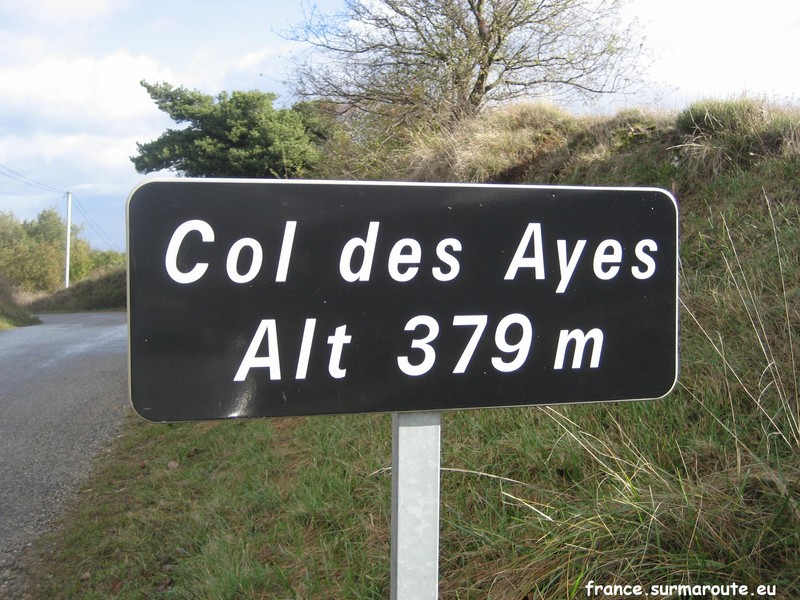 Col des Ayes
Alt 379 m
france.surmaroute.eu